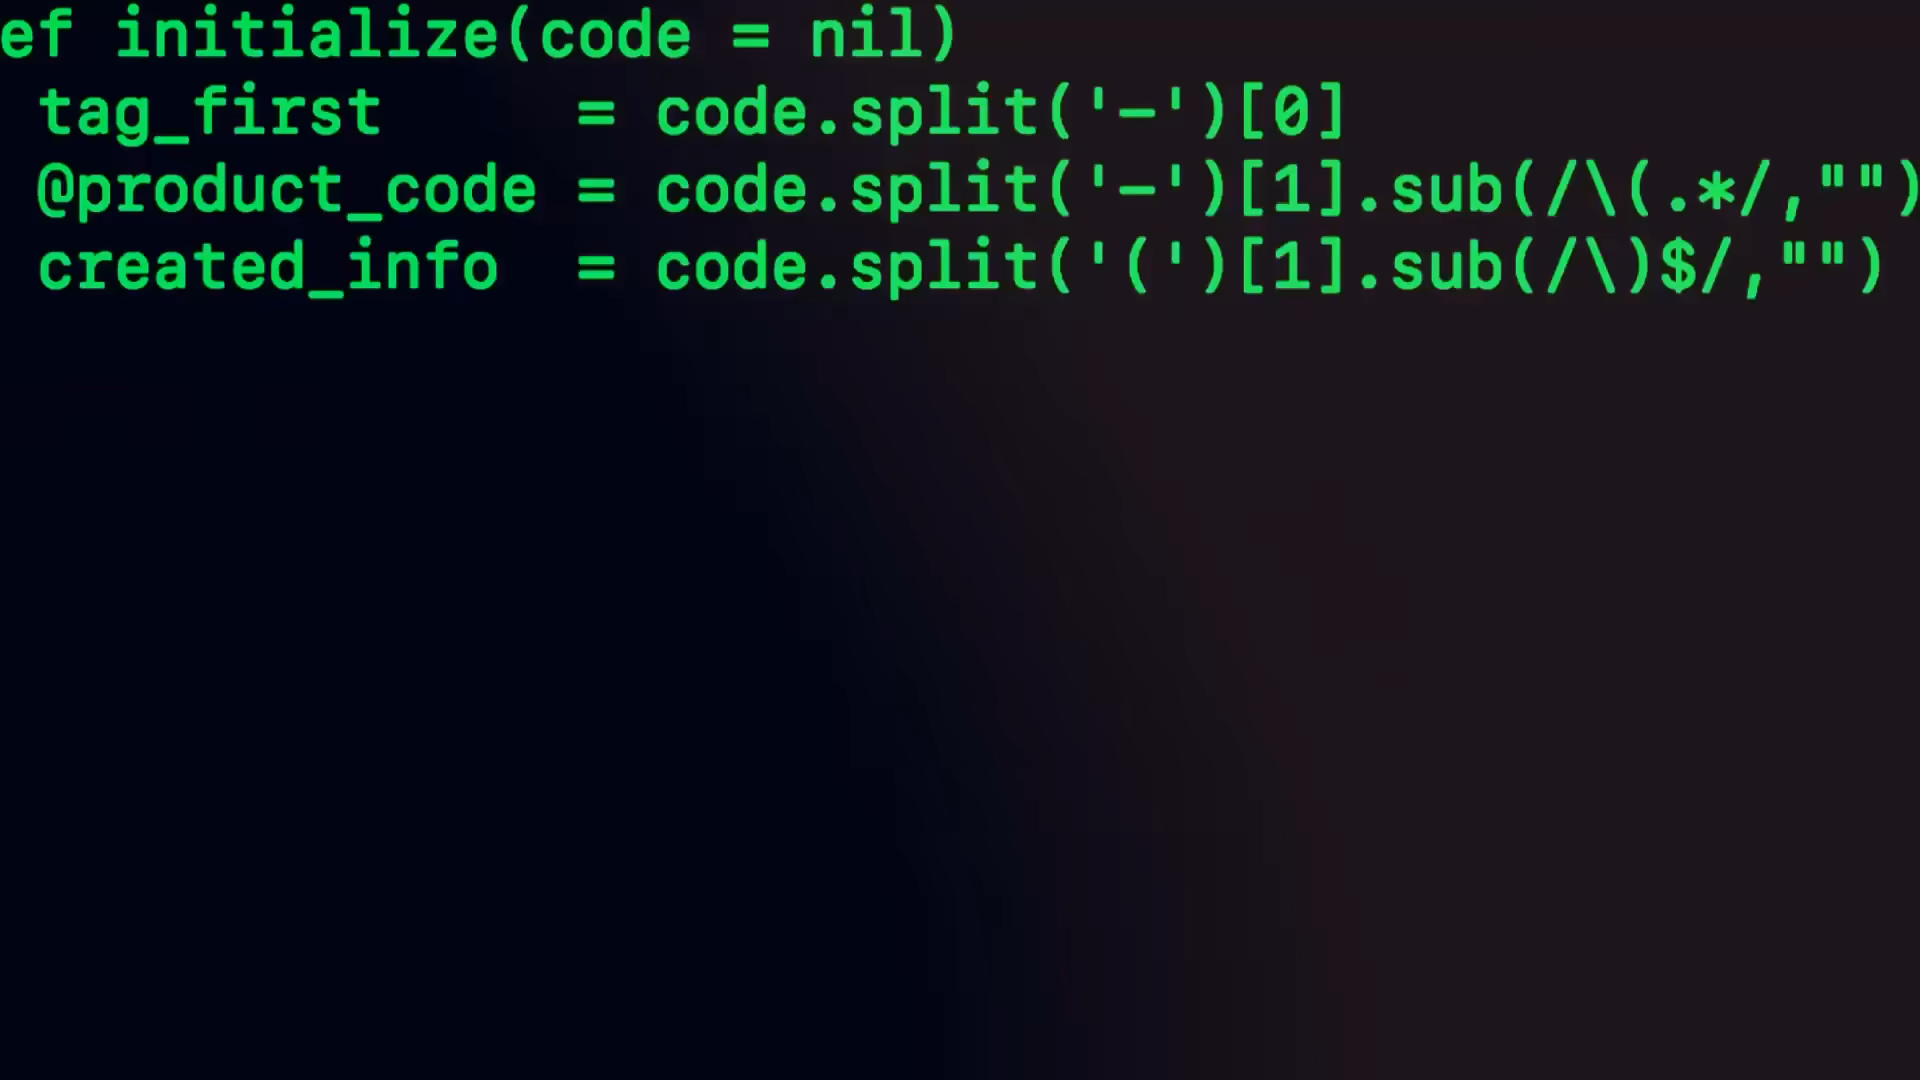 ef initialize(code = nil)
tag_first = code.split('-')[0]
@product_code = code.split('-')[1].sub(/\(.*/,"")
created_info = code.split('(')[1].sub(/\)$/,"")